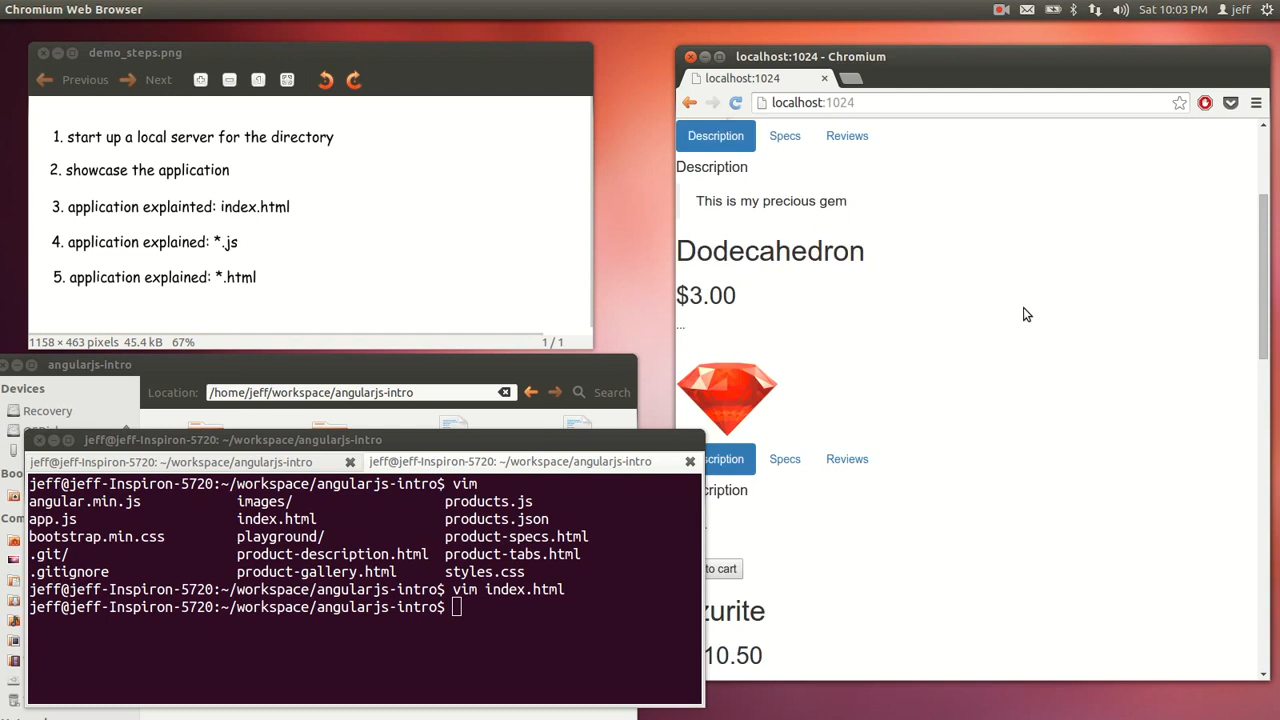 Chromium Web Browser
Sat 10:03 PM
jeff
demo_steps.png
Previous
Next
1. start up a local server for the directory
2. showcase the application
3. application explainted: index.html
4. application explained: *.js
5. application explained: *.html
1158 × 463 pixels 45.4 kB 67%
1 / 1
localhost:1024 - Chromium
localhost:1024
localhost:1024
Description Specs Reviews
Description
This is my precious gem
Dodecahedron
$3.00
...
cription Specs Reviews
cription
to cart
zurite
10.50
angularjs-intro
Devices
Recovery
Boo
Com
Location: /home/jeff/workspace/angularjs-intro
Search
jeff@jeff-Inspiron-5720: ~/workspace/angularjs-intro
jeff@jeff-Inspiron-5720: ~/workspace/angularjs-intro
jeff@jeff-Inspiron-5720: ~/workspace/angularjs-intro
jeff@jeff-Inspiron-5720:~/workspace/angularjs-intro$ vim
angular.min.js images/ products.js
app.js index.html products.json
bootstrap.min.css playground/ product-specs.html
.git/ product-description.html product-tabs.html
.gitignore product-gallery.html styles.css
jeff@jeff-Inspiron-5720:~/workspace/angularjs-intro$ vim index.html
jeff@jeff-Inspiron-5720:~/workspace/angularjs-intro$